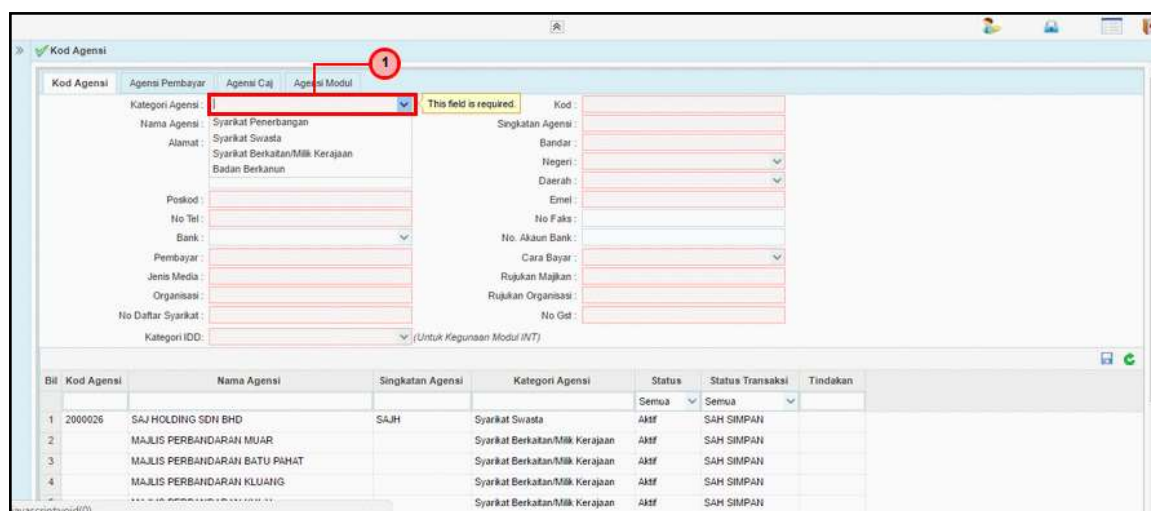 Kod Agensi
1
Kod Agensi Agensi Pembayar Agensi Caj Agensi Modul
Kategori Agensi : This field is required. Kod :
Nama Agensi : Syarikat Penerbangan Singkatan Agensi :
Alamat : Syarikat Swasta Bandar :
Syarikat Berkaitan/Milik Kerajaan Negeri :
Badan Berkanun Daerah :
Poskod : Emel :
No Tel : No Faks :
Bank : No. Akaun Bank :
Pembayar : Cara Bayar :
Jenis Media : Rujukan Majikan :
Organisasi : Rujukan Organisasi :
No Daftar Syarikat : No Gst :
Kategori IDD: (Untuk Kegunaan Modul INT)
Bil Kod Agensi Nama Agensi Singkatan Agensi Kategori Agensi Status Status Transaksi Tindakan
Semua Semua
1 2000026 SAJ HOLDING SDN BHD SAJH Syarikat Swasta Aktif SAH SIMPAN
2 MAJLIS PERBANDARAN MUAR Syarikat Berkaitan/Milik Kerajaan Aktif SAH SIMPAN
3 MAJLIS PERBANDARAN BATU PAHAT Syarikat Berkaitan/Milik Kerajaan Aktif SAH SIMPAN
4 MAJLIS PERBANDARAN KLUANG Syarikat Berkaitan/Milik Kerajaan Aktif SAH SIMPAN
Syarikat Berkaitan/Milik Kerajaan Aktif SAH SIMPAN